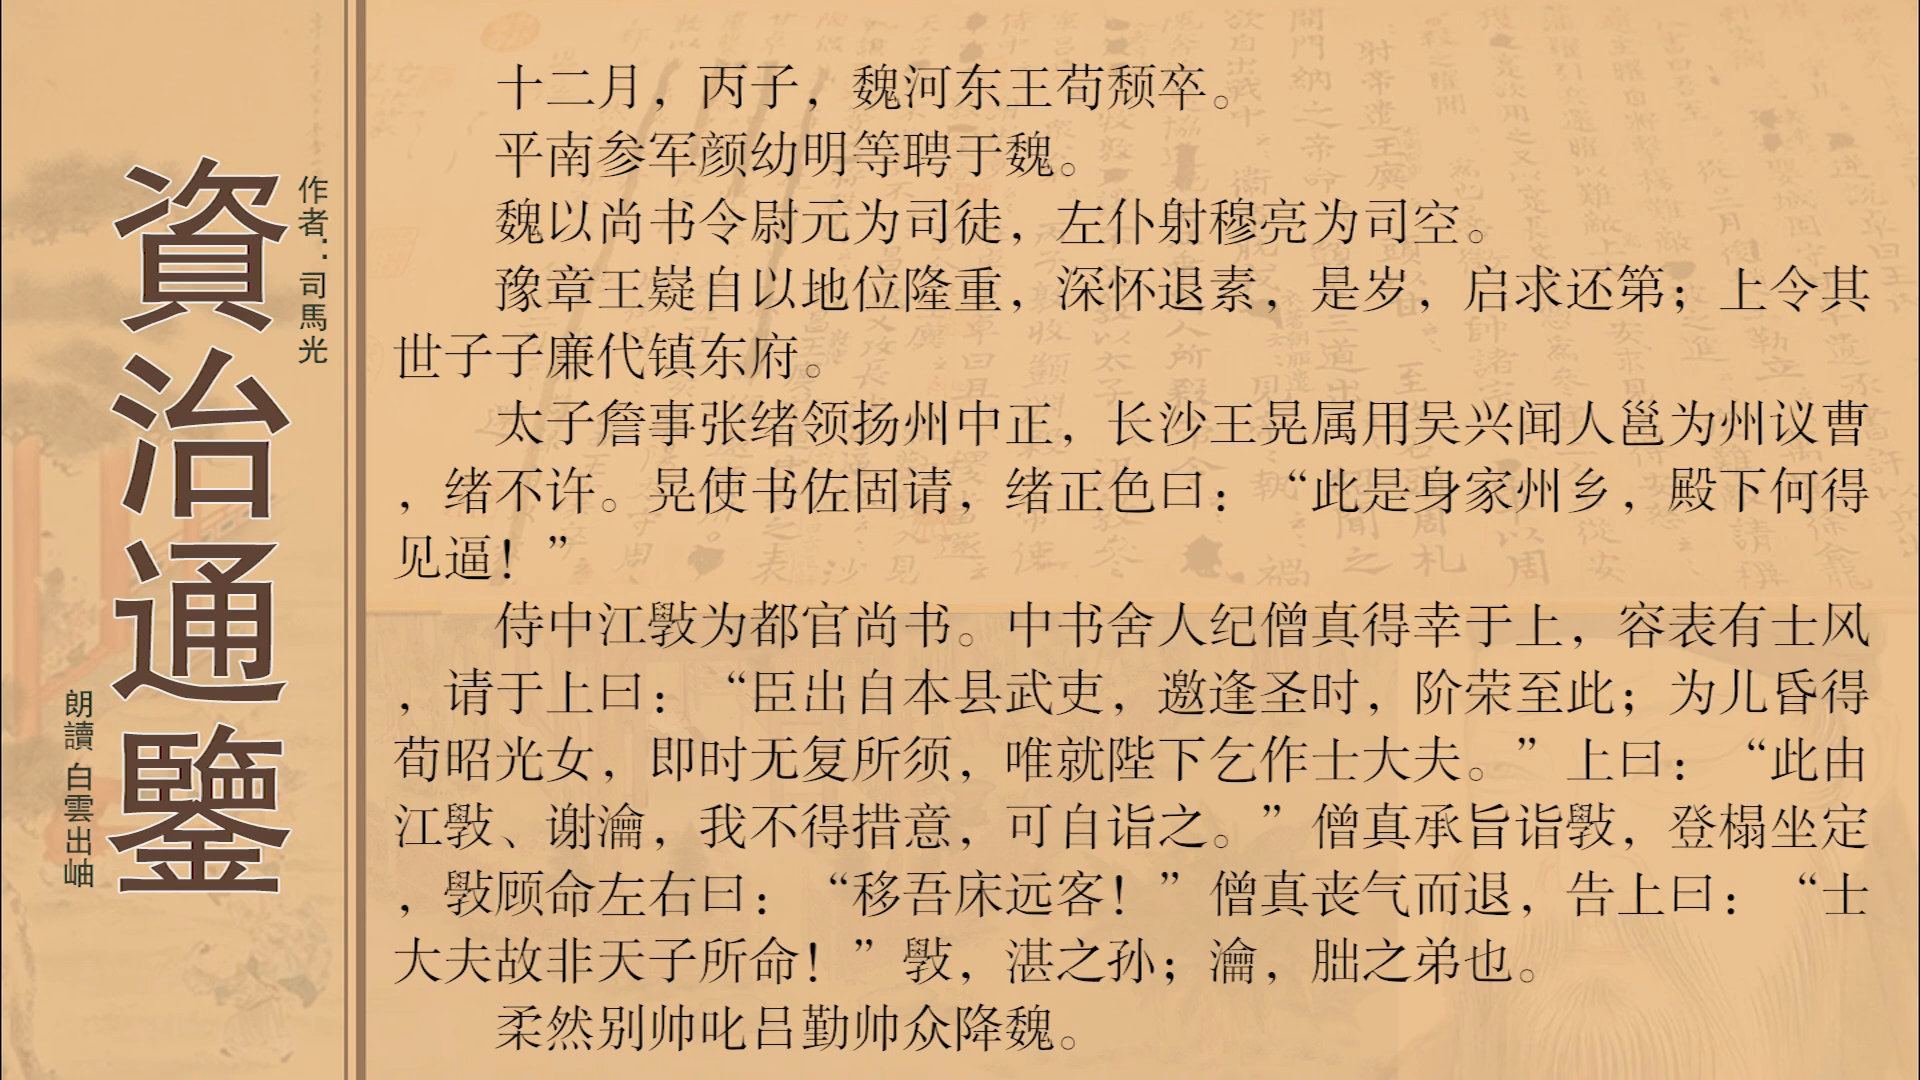 資治通鑒
作者：司馬光
朗讀 白雲出岫
十二月，丙子，魏河东王苟颓卒。
平南参军颜幼明等聘于魏。
魏以尚书令尉元为司徒，左仆射穆亮为司空。
豫章王嶷自以地位隆重，深怀退素，是岁，启求还第；上令其
世子子廉代镇东府。
太子詹事张绪领扬州中正，长沙王晃属用吴兴闻人邕为州议曹
，绪不许。晃使书佐固请，绪正色曰：“此是身家州乡，殿下何得
见逼！”
侍中江斅为都官尚书。中书舍人纪僧真得幸于上，容表有士风
，请于上曰：“臣出自本县武吏，邀逢圣时，阶荣至此；为儿昏得
荀昭光女，即时无复所须，唯就陛下乞作士大夫。”上曰：“此由
江斅、谢瀹，我不得措意，可自诣之。”僧真承旨诣斅，登榻坐定
，斅顾命左右曰：“移吾床远客！”僧真丧气而退，告上曰：“士
大夫故非天子所命！”斅，湛之孙；瀹，朏之弟也。
柔然别帅叱吕勤帅众降魏。